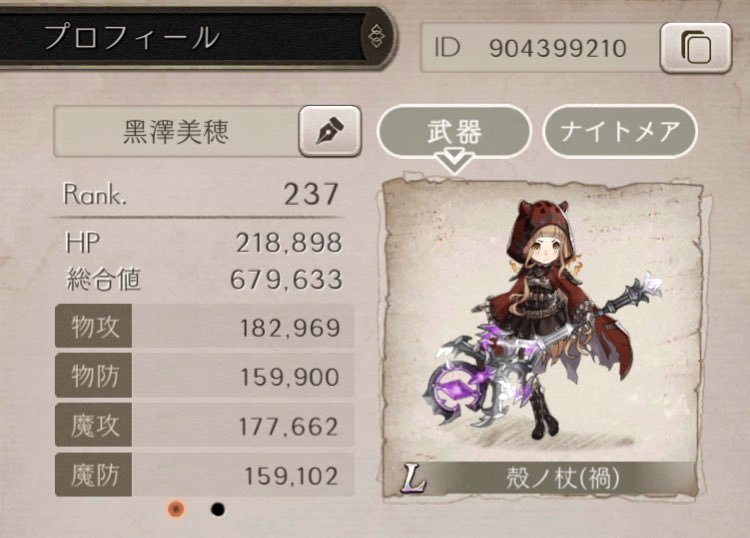 プロフィール
ID 904399210
黑澤美穂
武器
ナイトメア
Rank. 237
HP 218,898
総合値 679,633
物攻 182,969
物防 159,900
魔攻 177,662
魔防 159,102
L 殻ノ杖(禍)